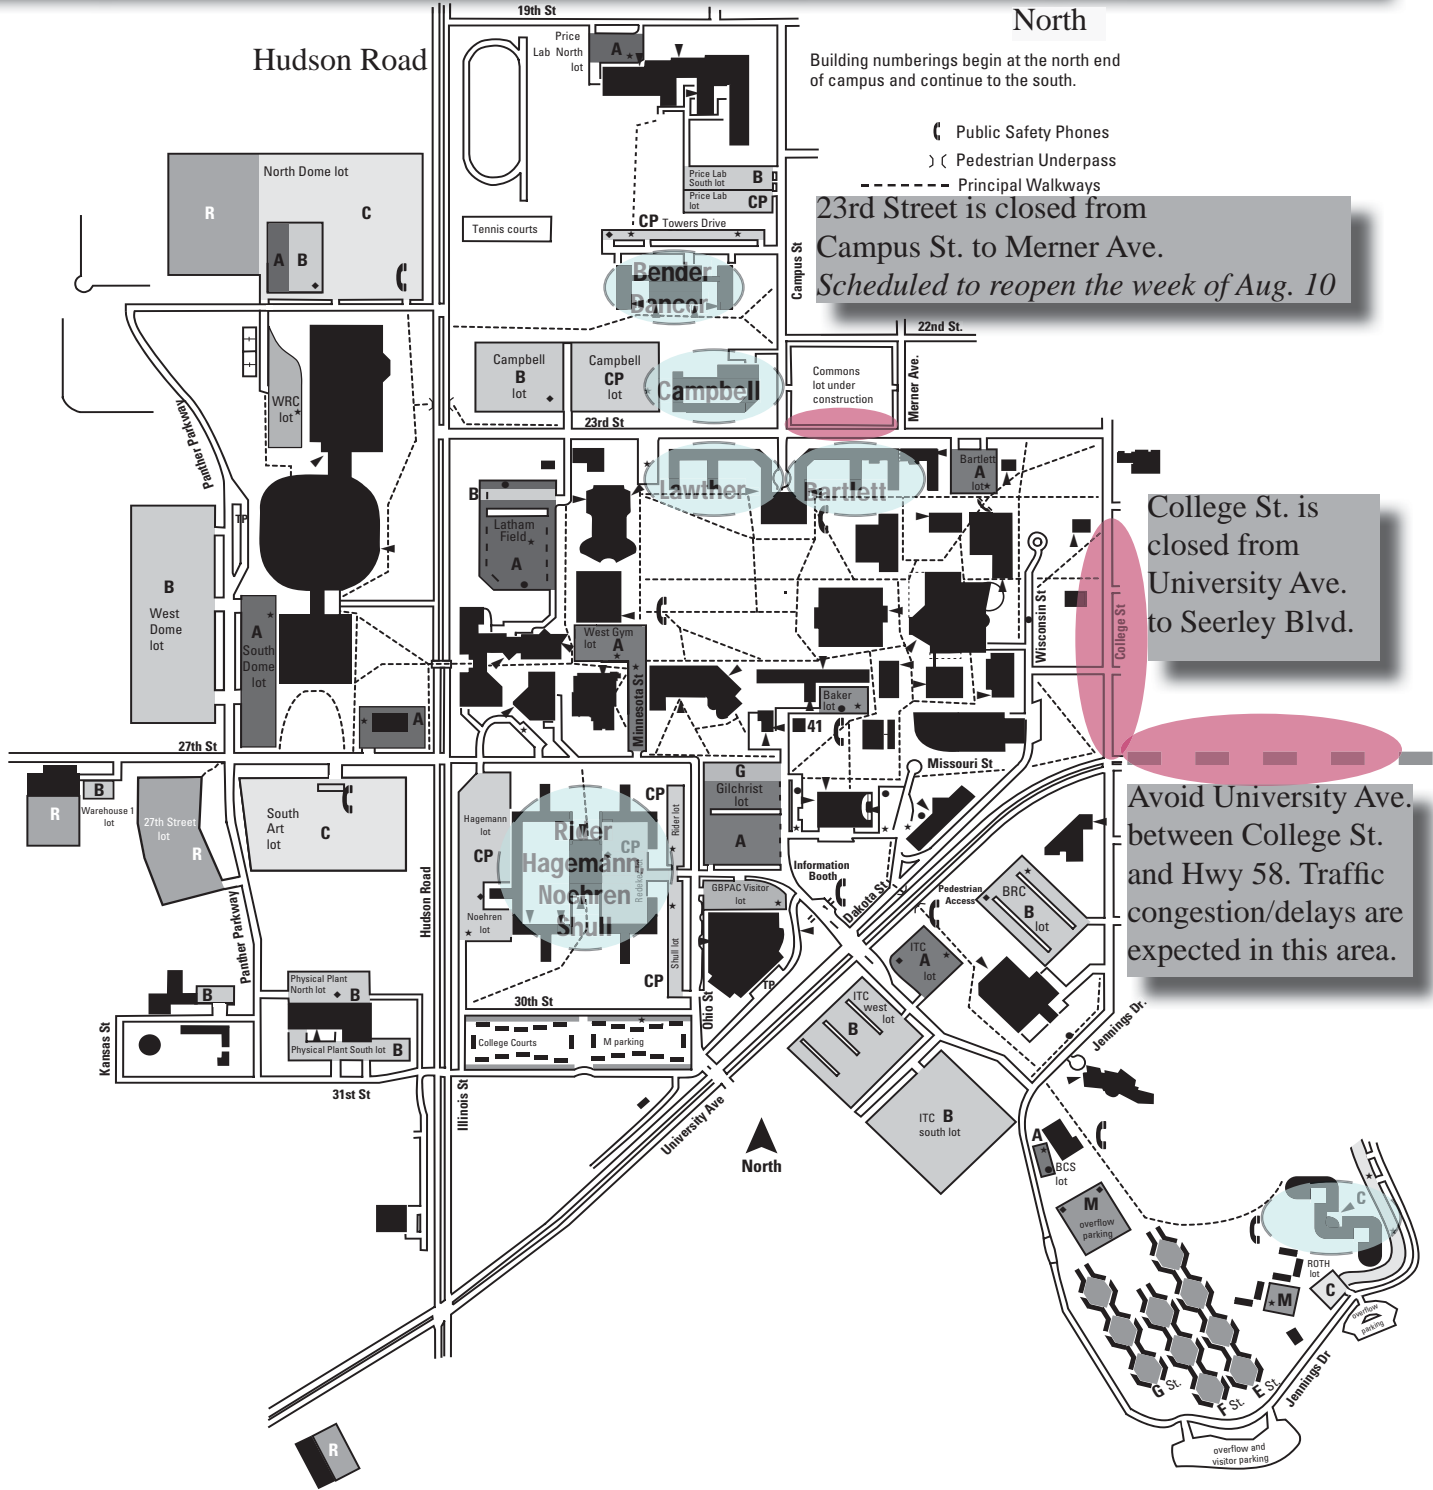 19th St
North
Hudson Road
Price
Lab North
lot
A
Building numberings begin at the north end
of campus and continue to the south.
Public Safety Phones
Pedestrian Underpass
Principal Walkways
North Dome lot
R
C
A
B
Price Lab
South lot
B
Price Lab
lot
CP
Tennis courts
CP Towers Drive
Campus St
23rd Street is closed from
Campus St. to Merner Ave.
Scheduled to reopen the week of Aug. 10
Bender
Dancer
22nd St.
Merner Ave.
Campbell
B
lot
Campbell
CP
lot
Campbell
Commons
lot under
construction
WRC
lot
Panther Parkway
23rd St
Lawther
Bartlett
Bartlett
A
lot
B
Latham
Field
A
TP
College St. is
closed from
University Ave.
to Seerley Blvd.
B
West
Dome
lot
A
South
Dome
lot
West Gym
A
lot
Minnesota St
Wisconsin St
College St
Baker
lot
41
A
27th St
Missouri St
R
B
Warehouse 1
lot
27th Street
lot
R
South
Art
lot
C
Hagemann
lot
CP
Noehren
lot
Rider
Hagemann
Noehren
Shull
CP
Redeker lot
CP
Rider lot
Shull lot
CP
G
Gilchrist
lot
A
Avoid University Ave.
between College St.
and Hwy 58. Traffic
congestion/delays are
expected in this area.
Information
Booth
GBPAC Visitor
lot
Dakota St.
Pedestrian
Access
BRC
B
lot
ITC
A
lot
Hudson Road
Panther Parkway
B
Physical Plant
North lot
B
Physical Plant South lot B
Kansas St
31st St
30th St
Ohio St
TP
College Courts
M parking
Illinois St
University Ave
ITC
west
lot
B
ITC B
south lot
Jennings Dr.
North
A
BCS
lot
M
overflow
parking
C
ROTH
lot
C
M
overflow
parking
G St.
F St.
E St.
Jennings Dr
overflow and
visitor parking
R